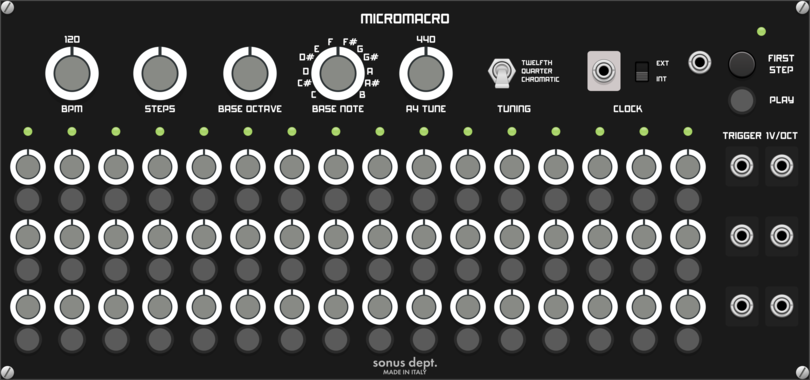 MICROMACRO
120
BPM
STEPS
BASE OCTAVE
C
C#
D
D#
E
F
F#
G
G#
A
A#
B
BASE NOTE
440
A4 TUNE
TWELFTH
QUARTER
CHROMATIC
TUNING
EXT
INT
CLOCK
FIRST
STEP
PLAY
TRIGGER 1V/OCT
sonus dept.
MADE IN ITALY